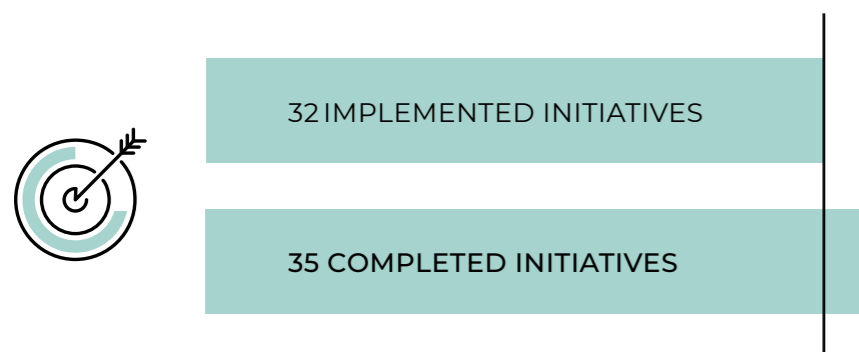 32 IMPLEMENTED INITIATIVES
35 COMPLETED INITIATIVES